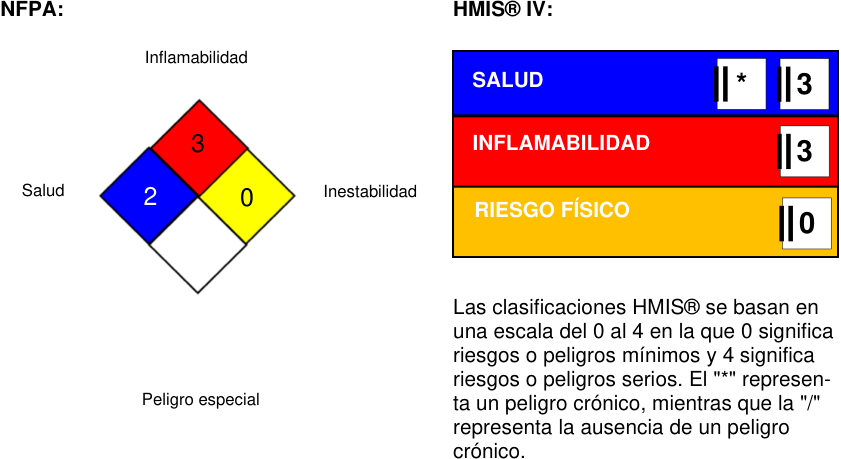 NFPA:
Inflamabilidad
3
Salud
2
0
Inestabilidad
Peligro especial
HMIS® IV:
SALUD * 3
INFLAMABILIDAD 3
RIESGO FÍSICO 0
Las clasificaciones HMIS® se basan en
una escala del 0 al 4 en la que 0 significa
riesgos o peligros mínimos y 4 significa
riesgos o peligros serios. El "*" represen-
ta un peligro crónico, mientras que la "/"
representa la ausencia de un peligro
crónico.